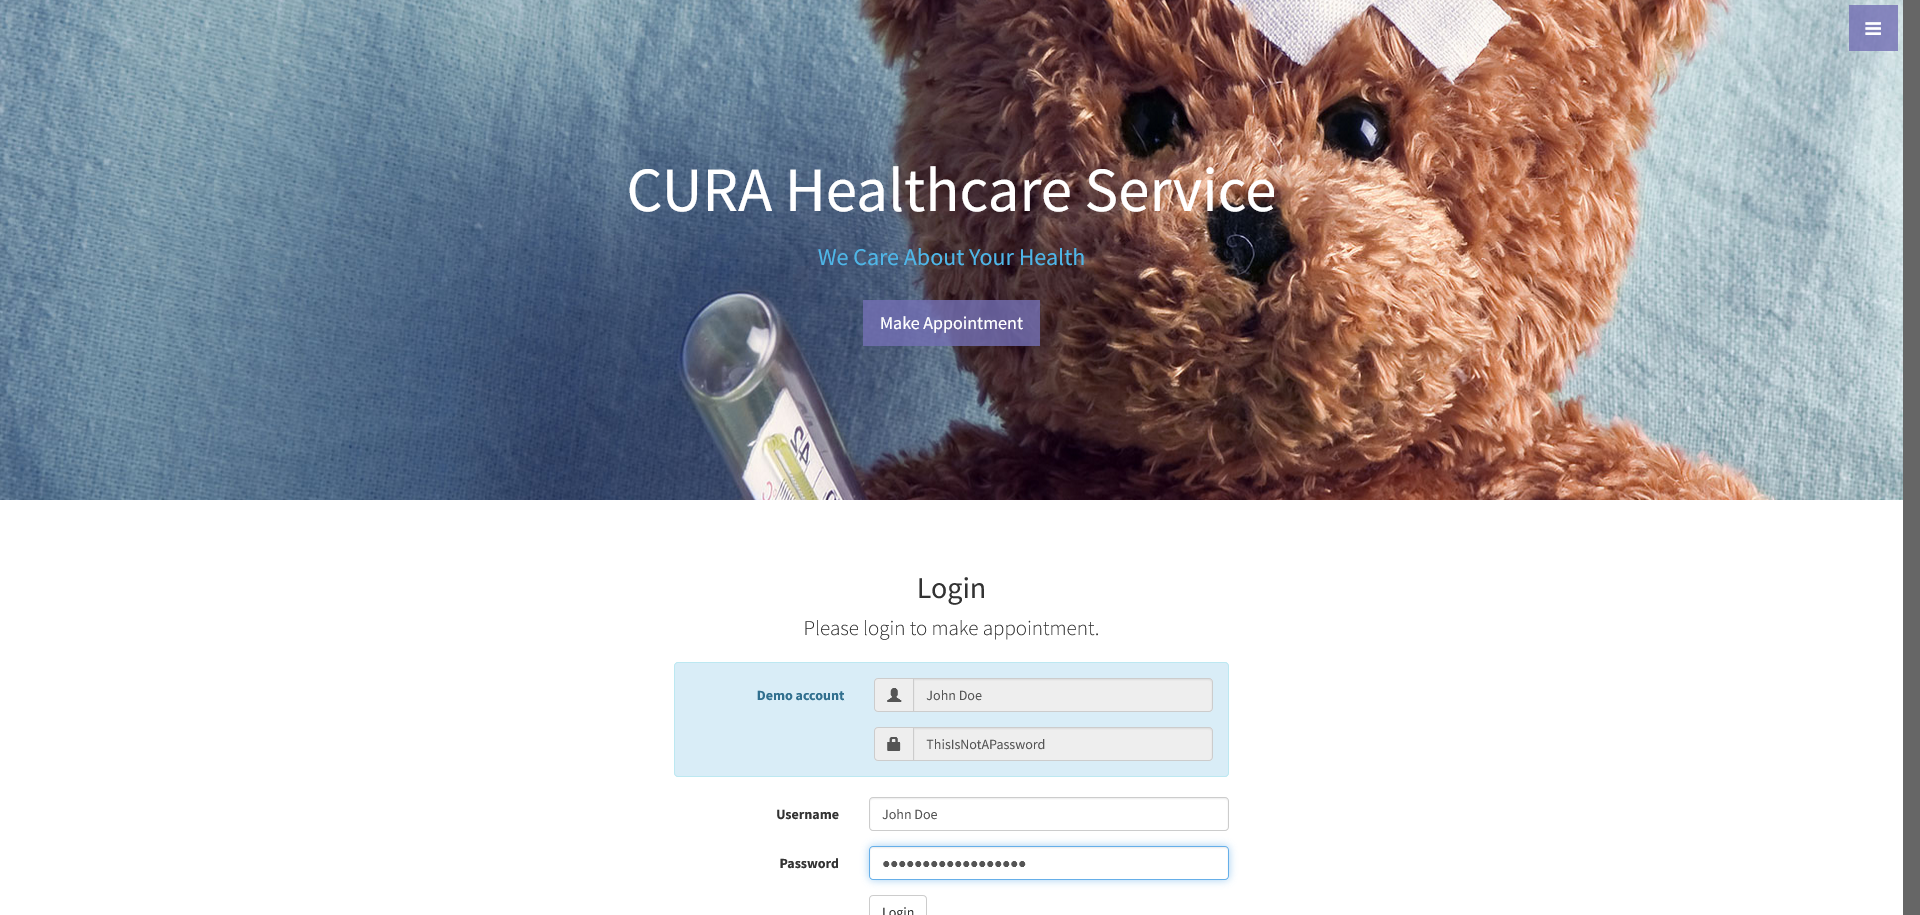 CURA Healthcare Service
We Care About Your Health
Make Appointment
Login
Please login to make appointment.
Demo account
John Doe
ThisIsNotAPassword
Username
John Doe
Password
••••••••••••••••••
Login